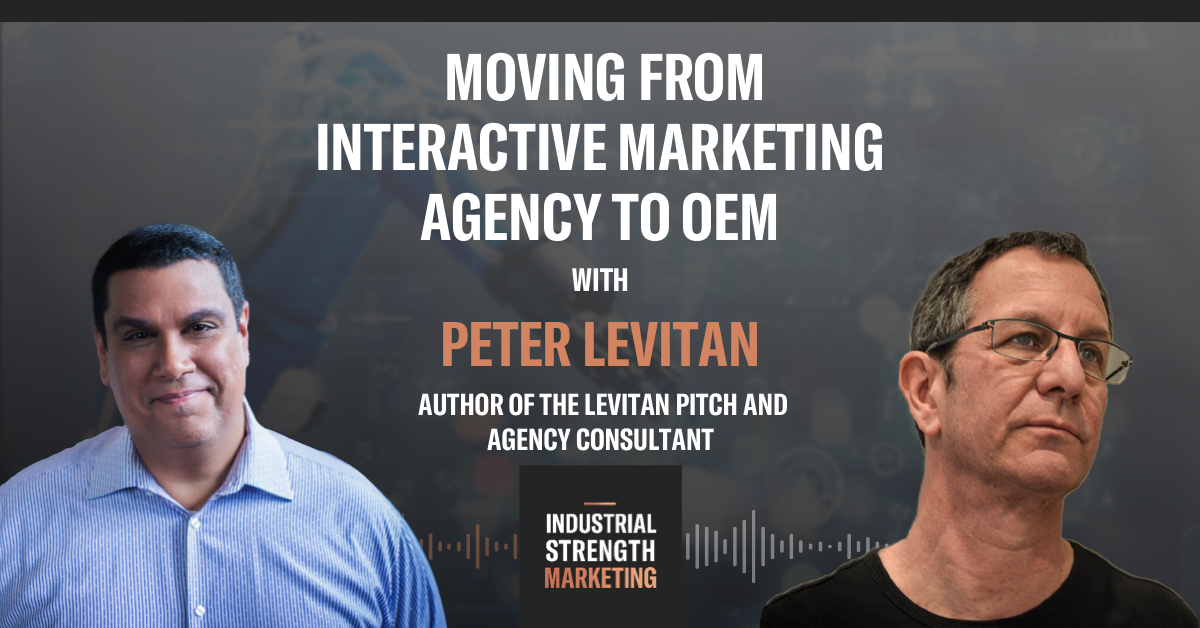 MOVING FROM
INTERACTIVE MARKETING
AGENCY TO OEM
WITH
PETER LEVITAN
AUTHOR OF THE LEVITAN PITCH AND
AGENCY CONSULTANT
INDUSTRIAL
STRENGTH
MARKETING